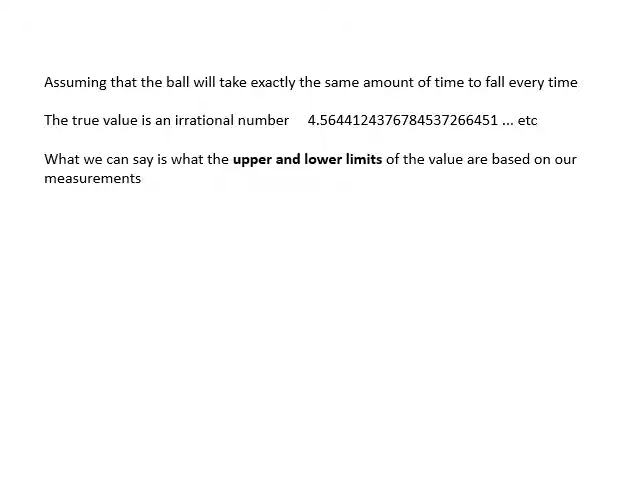 Assuming that the ball will take exactly the same amount of time to fall every time
The true value is an irrational number 4.5644124376784537266451 ... etc
What we can say is what the upper and lower limits of the value are based on our
measurements